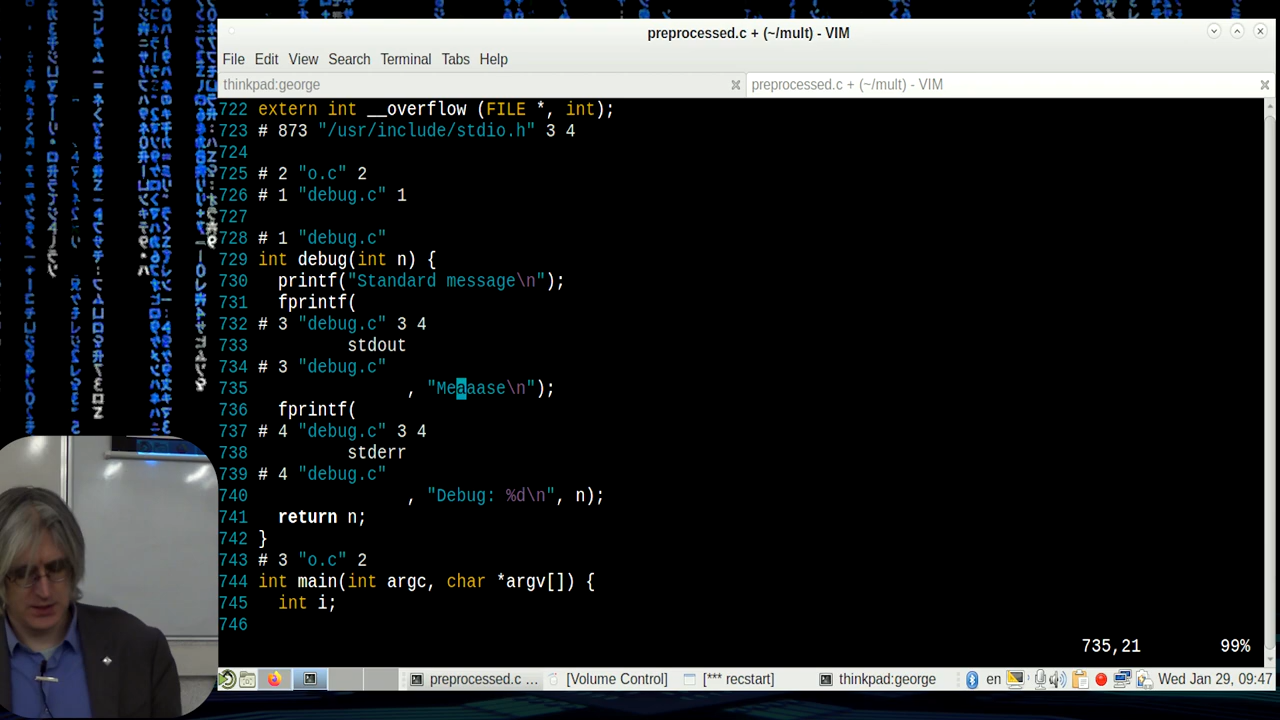 preprocessed.c + (~/mult) - VIM
File Edit View Search Terminal Tabs Help
thinkpad:george
preprocessed.c + (~/mult) - VIM
722 extern int __overflow (FILE *, int);
723 # 873 "/usr/include/stdio.h" 3 4
724
725 # 2 "o.c" 2
726 # 1 "debug.c" 1
727
728 # 1 "debug.c"
729 int debug(int n) {
730 printf("Standard message\n");
731 fprintf(
732 # 3 "debug.c" 3 4
733 stdout
734 # 3 "debug.c"
735 , "Meaaase\n");
736 fprintf(
737 # 4 "debug.c" 3 4
738 stderr
739 # 4 "debug.c"
740 , "Debug: %d\n", n);
741 return n;
742 }
743 # 3 "o.c" 2
744 int main(int argc, char *argv[]) {
745 int i;
746
735,21 99%
preprocessed.c ... [Volume Control] [*** recstart] thinkpad:george en Wed Jan 29, 09:47